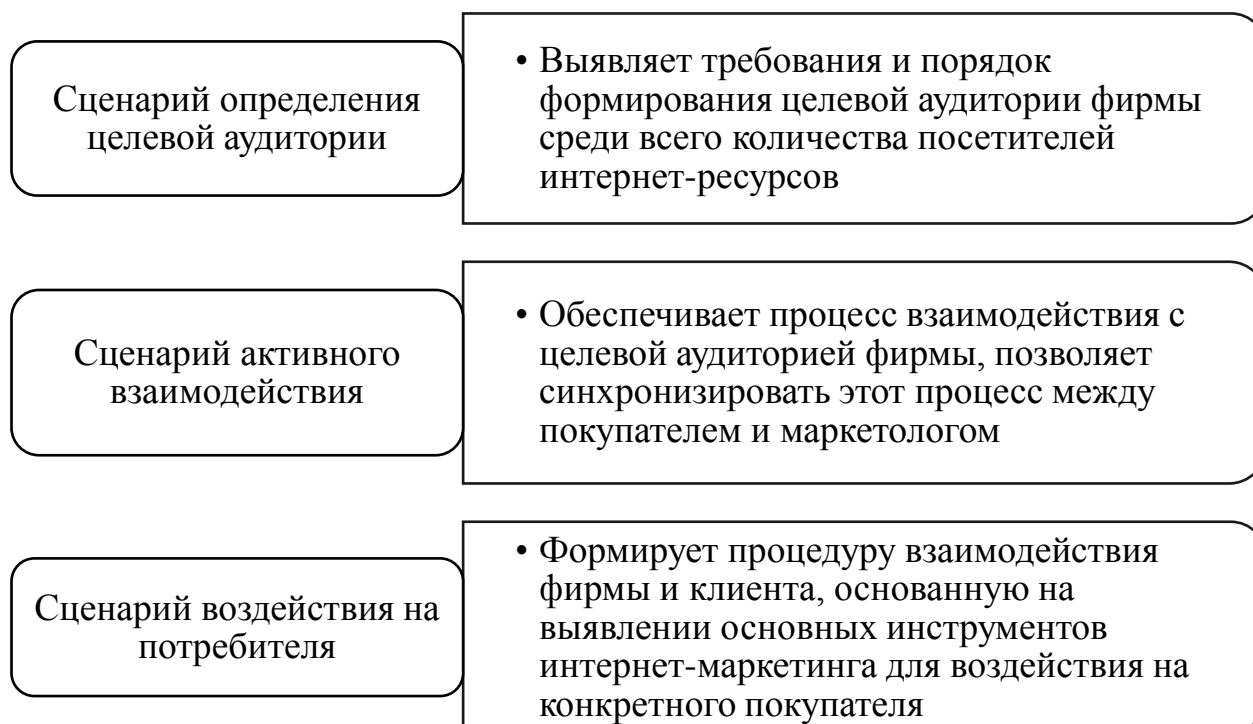 Сценарий определения
целевой аудитории
• Выявляет требования и порядок
формирования целевой аудитории фирмы
среди всего количества посетителей
интернет-ресурсов
Сценарий активного
взаимодействия
• Обеспечивает процесс взаимодействия с
целевой аудиторией фирмы, позволяет
синхронизировать этот процесс между
покупателем и маркетологом
Сценарий воздействия на
потребителя
• Формирует процедуру взаимодействия
фирмы и клиента, основанную на
выявлении основных инструментов
интернет-маркетинга для воздействия на
конкретного покупателя